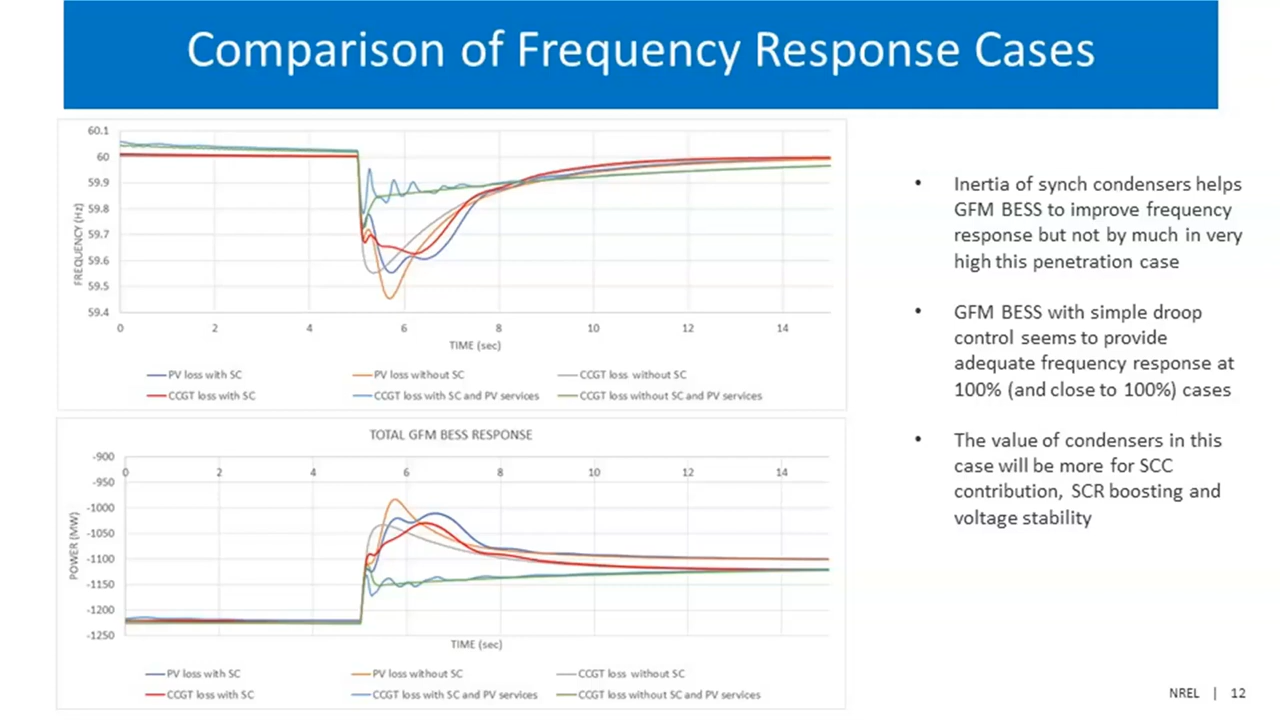 Comparison of Frequency Response Cases
60.1
60
59.9
59.8
59.7
59.6
59.5
59.4
FREQUENCY (Hz)
0 2 4 6 8 10 12 14
TIME (sec)
PV loss with SC PV loss without SC CCGT loss without SC
CCGT loss with SC CCGT loss with SC and PV services CCGT loss without SC and PV services
TOTAL GFM BESS RESPONSE
-900
0 2 4 6 8 10 12 14
-950
-1000
-1050
-1100
-1150
-1200
-1250
POWER (MW)
TIME (sec)
PV loss with SC PV loss without SC CCGT loss without SC
CCGT loss with SC CCGT loss with SC and PV services CCGT loss without SC and PV services
• Inertia of synch condensers helps
GFM BESS to improve frequency
response but not by much in very
high this penetration case
• GFM BESS with simple droop
control seems to provide
adequate frequency response at
100% (and close to 100%) cases
• The value of condensers in this
case will be more for SCC
contribution, SCR boosting and
voltage stability
NREL | 12